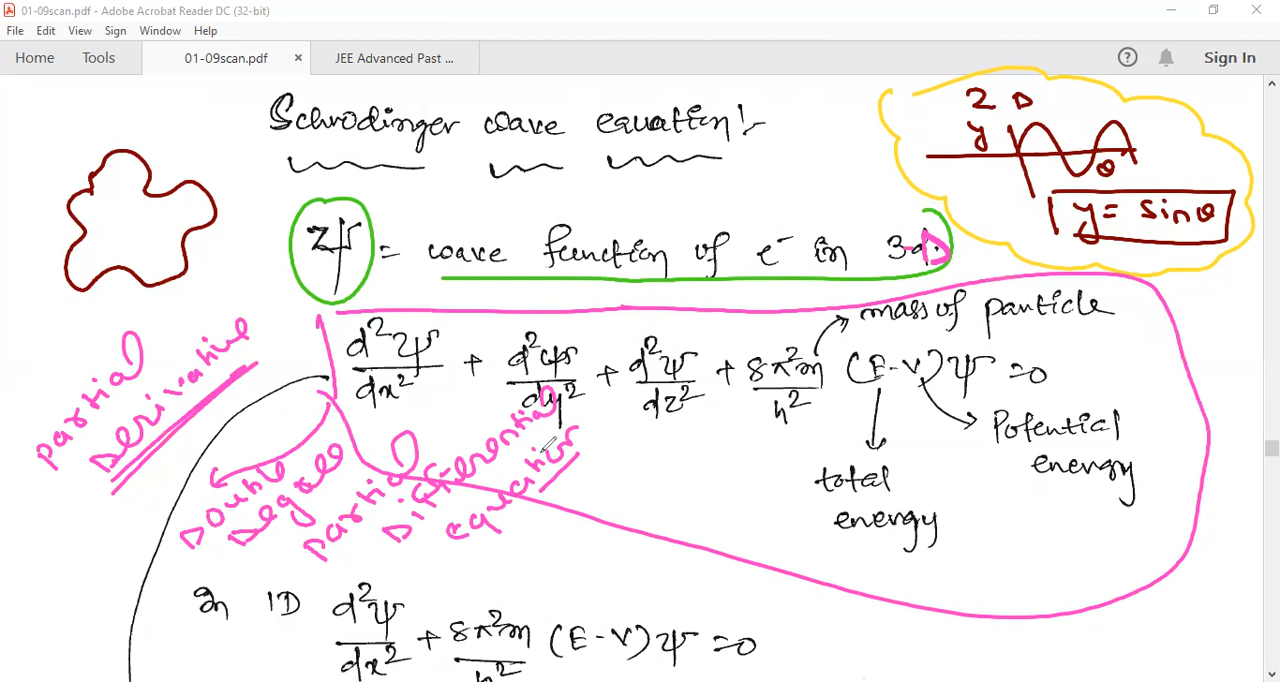 01-09scan.pdf - Adobe Acrobat Reader DC (32-bit)
File Edit View Sign Window Help
Home Tools 01-09scan.pdf × JEE Advanced Past ... Sign In
Schrodinger wave equation:-
2 D
y
θ
y = sinθ
ψ = wave function of e⁻ in 3-D
mass of particle
d²ψ/dx² + d²ψ/dy² + d²ψ/dz² + 8π²m/h² (E-V)ψ = 0
partial
Derivative
Potential
energy
total
energy
Double
Degree
partial
Differential
equation
In 1D d²ψ/dx² + 8π²m/h² (E-V)ψ = 0